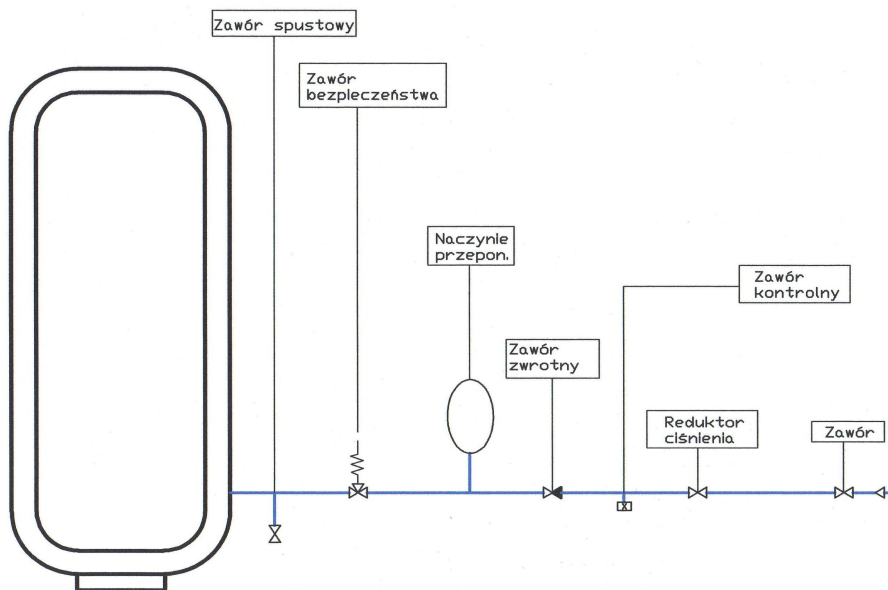 Zawór spustowy
Zawór
bezpieczeństwa
Naczynie
przepon.
Zawór
kontrolny
Zawór
zwrotny
Reduktor
ciśnienia
Zawór